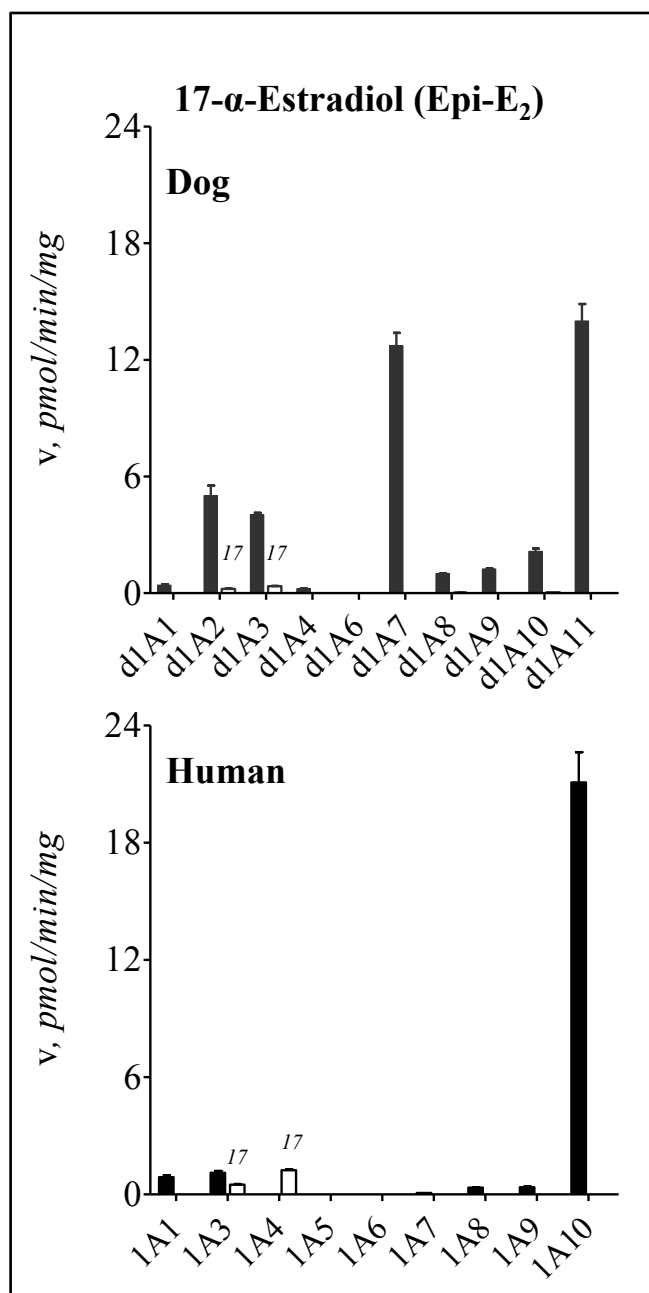 17-α-Estradiol (Epi-E₂)
Dog
v, pmol/min/mg
24
18
12
6
0
17
17
d1A1
d1A2
d1A3
d1A4
d1A6
d1A7
d1A8
d1A9
d1A10
d1A11
Human
v, pmol/min/mg
24
18
12
6
0
17
17
1A1
1A3
1A4
1A5
1A6
1A7
1A8
1A9
1A10